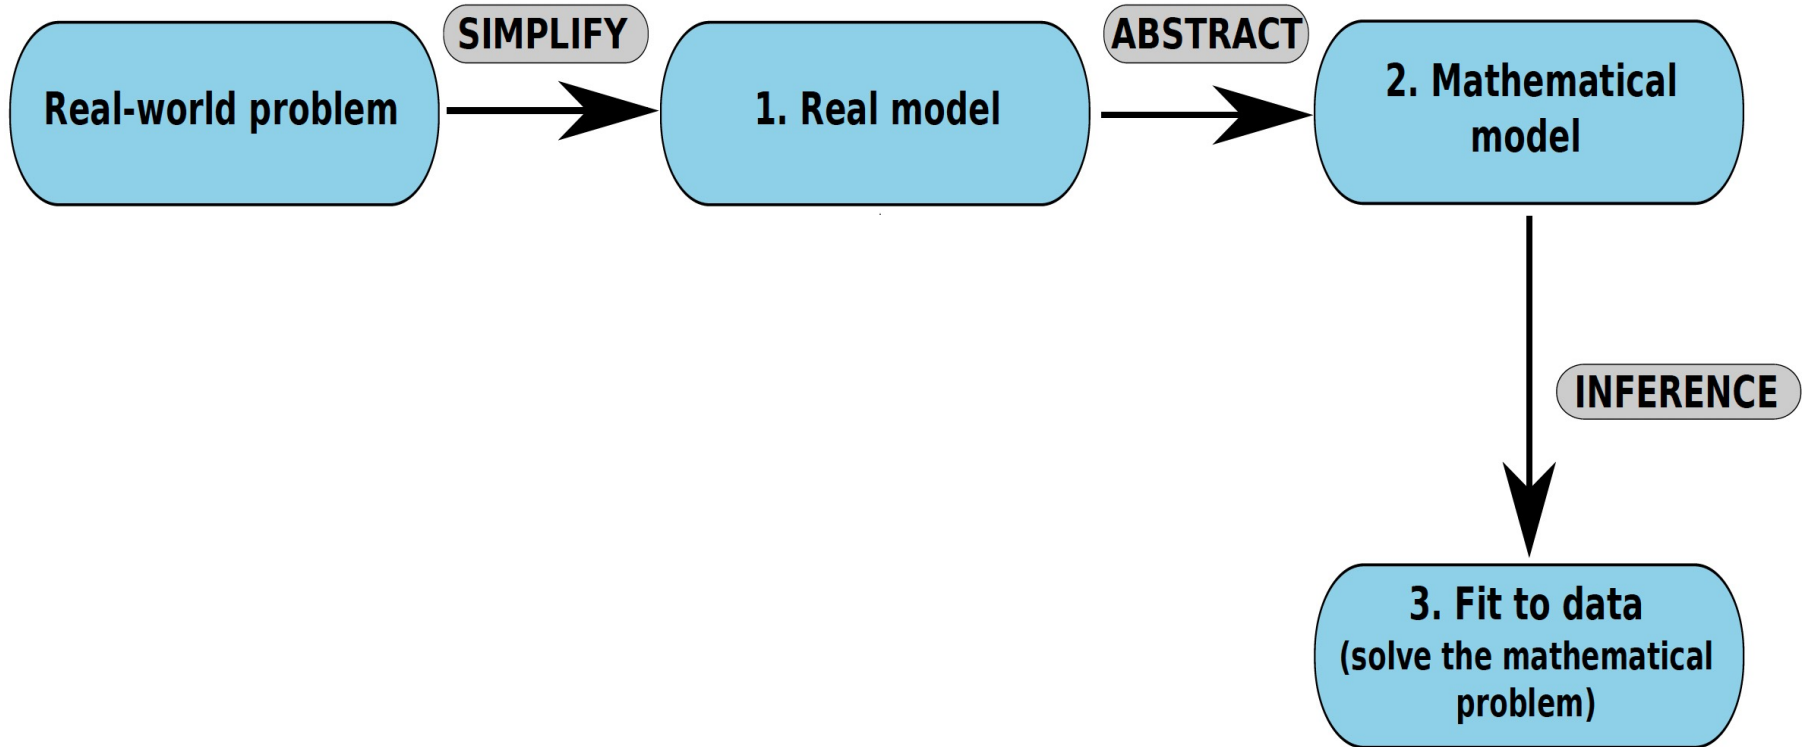 SIMPLIFY
ABSTRACT
Real-world problem
1. Real model
2. Mathematical
model
INFERENCE
3. Fit to data
(solve the mathematical
problem)